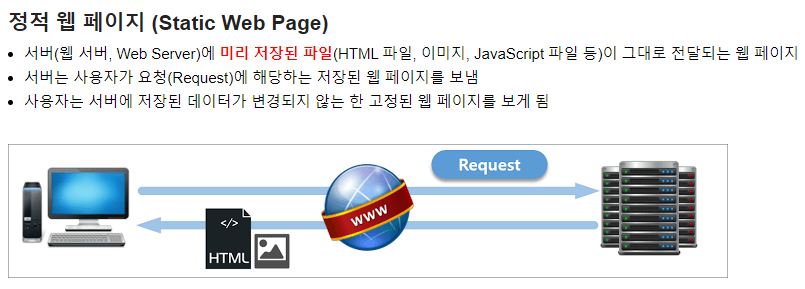 정적 웹 페이지 (Static Web Page)
서버(웹 서버, Web Server)에 미리 저장된 파일(HTML 파일, 이미지, JavaScript 파일 등)이 그대로 전달되는 웹 페이지
서버는 사용자가 요청(Request)에 해당하는 저장된 웹 페이지를 보냄
사용자는 서버에 저장된 데이터가 변경되지 않는 한 고정된 웹 페이지를 보게 됨
Request
WWW
</>
HTML